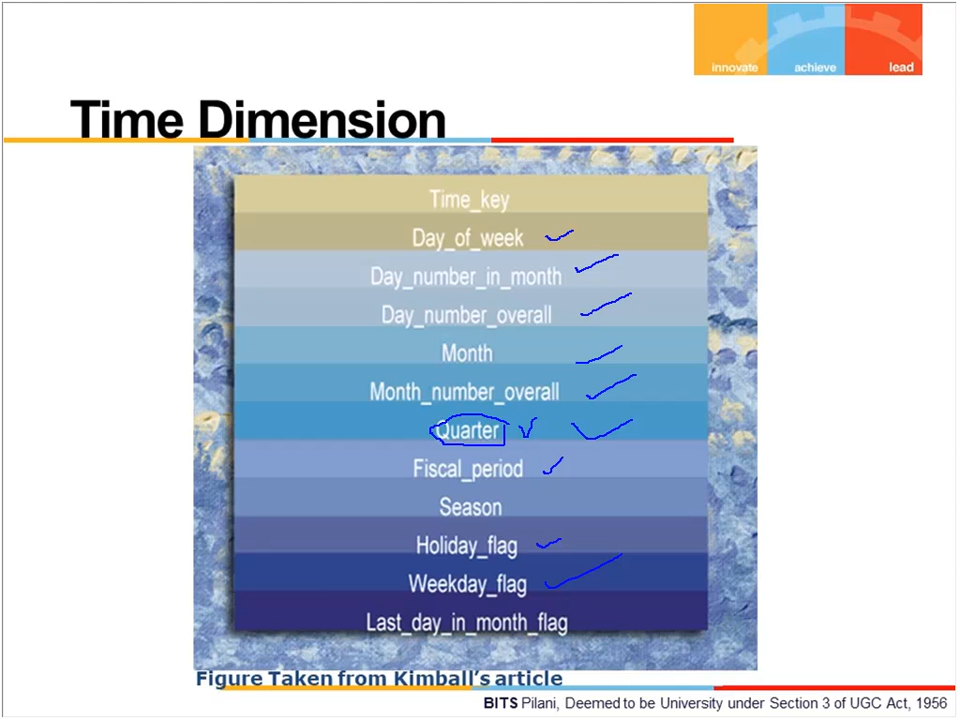 innovate achieve lead
Time Dimension
Time_key
Day_of_week
Day_number_in_month
Day_number_overall
Month
Month_number_overall
Quarter
Fiscal_period
Season
Holiday_flag
Weekday_flag
Last_day_in_month_flag
Figure Taken from Kimball's article
BITS Pilani, Deemed to be University under Section 3 of UGC Act, 1956